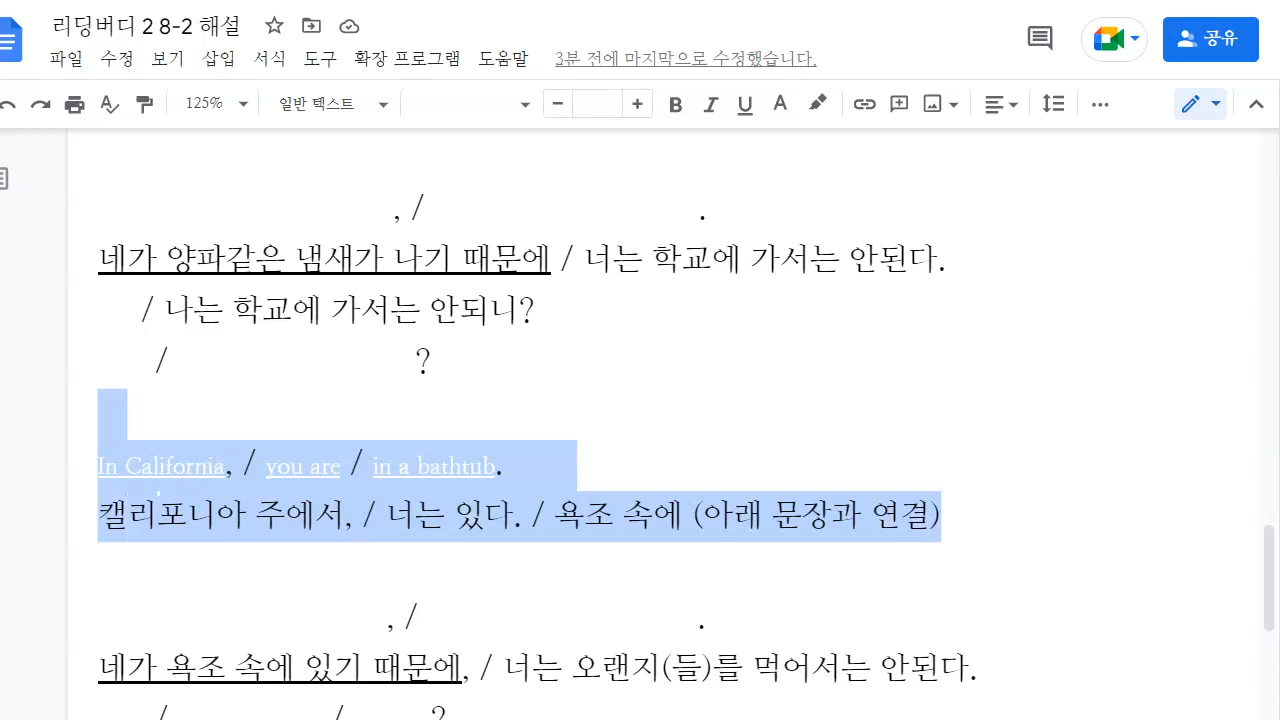 리딩버디 2 8-2 해설
공유
파일 수정 보기 삽입 서식 도구 확장 프로그램 도움말 3분 전에 마지막으로 수정했습니다.
125% 일반 텍스트 B I U A
, / .
네가 양파같은 냄새가 나기 때문에 / 너는 학교에 가서는 안된다.
/ 나는 학교에 가서는 안되니?
/ ?
In California, / you are / in a bathtub.
캘리포니아 주에서, / 너는 있다. / 욕조 속에 (아래 문장과 연결)
, / .
네가 욕조 속에 있기 때문에, / 너는 오랜지(들)를 먹어서는 안된다.
/ / ?